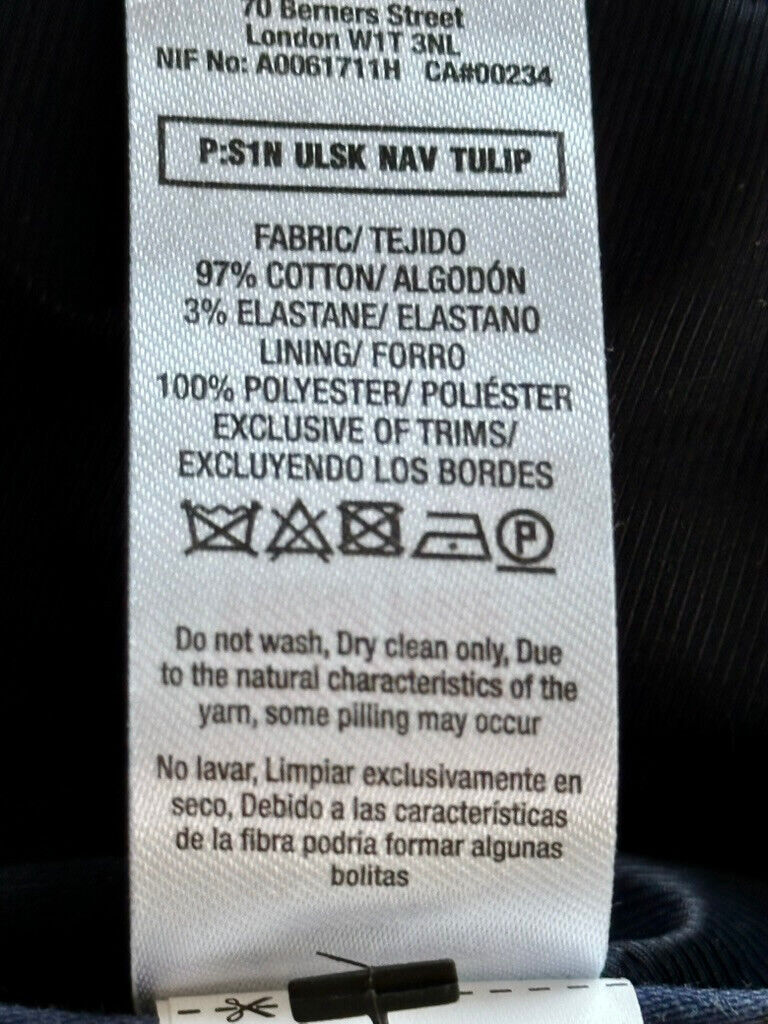 70 Berners Street
London W1T 3NL
NIF No: A0061711H CA#00234
P:S1N ULSK NAV TULIP
FABRIC/ TEJIDO
97% COTTON/ ALGODÓN
3% ELASTANE/ ELASTANO
LINING/ FORRO
100% POLYESTER/ POLIÉSTER
EXCLUSIVE OF TRIMS/
EXCLUYENDO LOS BORDES
P
Do not wash, Dry clean only, Due
to the natural characteristics of the
yarn, some pilling may occur
No lavar, Limpiar exclusivamente en
seco, Debido a las características
de la fibra podría formar algunas
bolitas